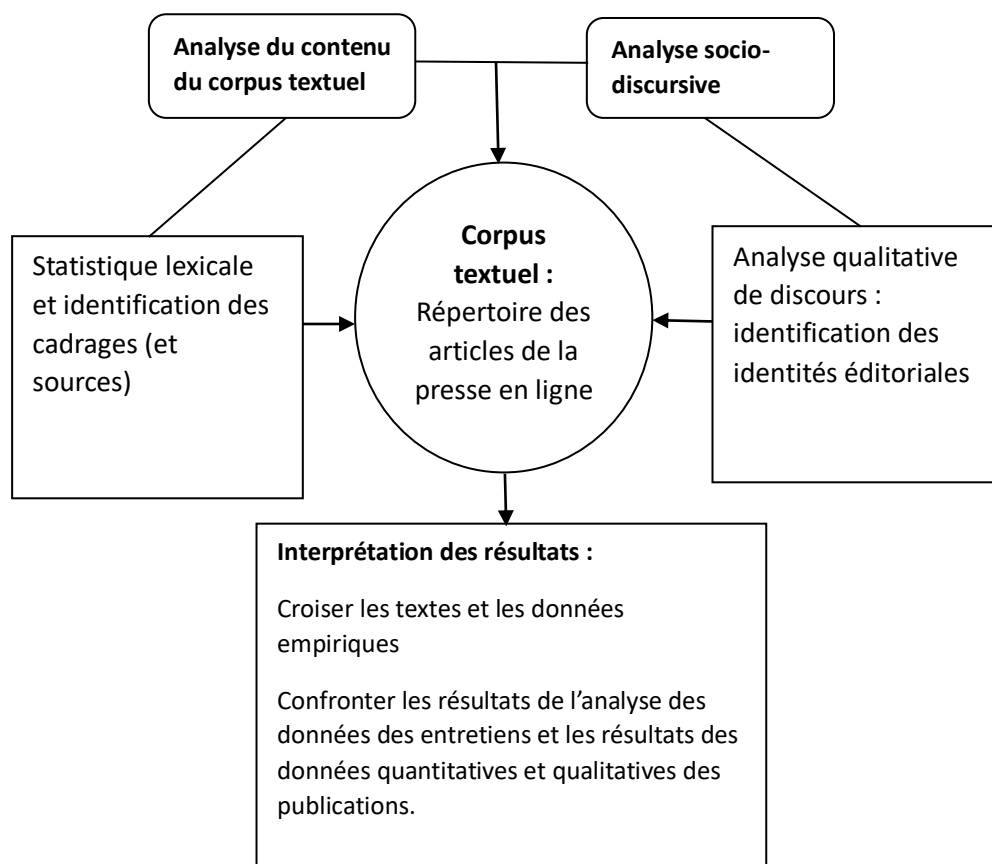 Analyse du contenu
du corpus textuel
Analyse socio-
discursive
Statistique lexicale
et identification des
cadrages (et
sources)
Corpus
textuel :
Répertoire des
articles de la
presse en ligne
Analyse qualitative
de discours :
identification des
identités éditoriales
Interprétation des résultats :
Croiser les textes et les données
empiriques
Confronter les résultats de l’analyse des
données des entretiens et les résultats des
données quantitatives et qualitatives des
publications.